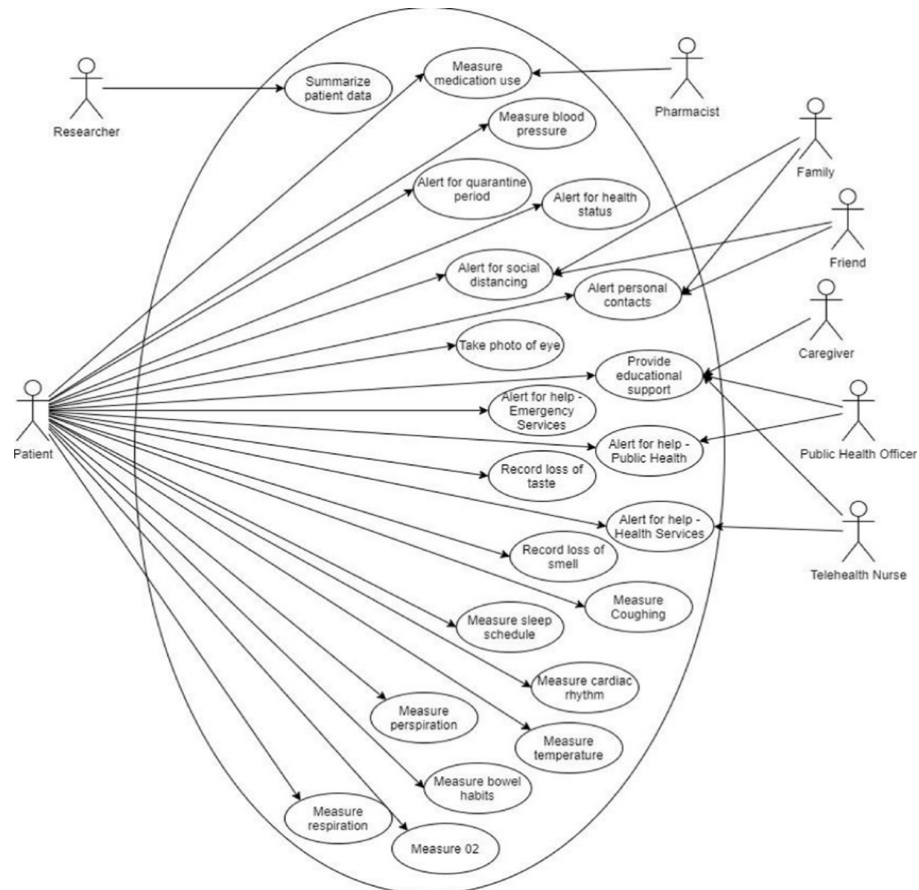 Researcher
Summarize
patient data
Measure
medication use
Pharmacist
Measure blood
pressure
Family
Alert for quarantine
period
Alert for health
status
Friend
Alert for social
distancing
Alert personal
contacts
Caregiver
Take photo of eye
Provide
educational
support
Patient
Alert for help -
Emergency
Services
Alert for help -
Public Health
Public Health Officer
Record loss of
taste
Alert for help -
Health Services
Telehealth Nurse
Record loss of
smell
Measure
Coughing
Measure sleep
schedule
Measure cardiac
rhythm
Measure
perspiration
Measure
temperature
Measure bowel
habits
Measure
respiration
Measure 02